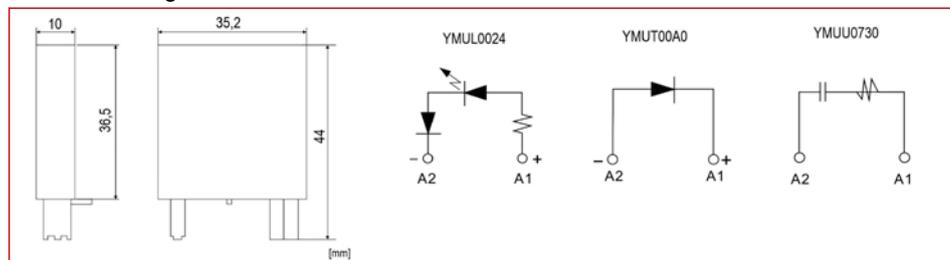 10
35,2
36,5
44
[mm]
YMUL0024
- A2
+ A1
YMUT00A0
- A2
+ A1
YMUU0730
A2
A1